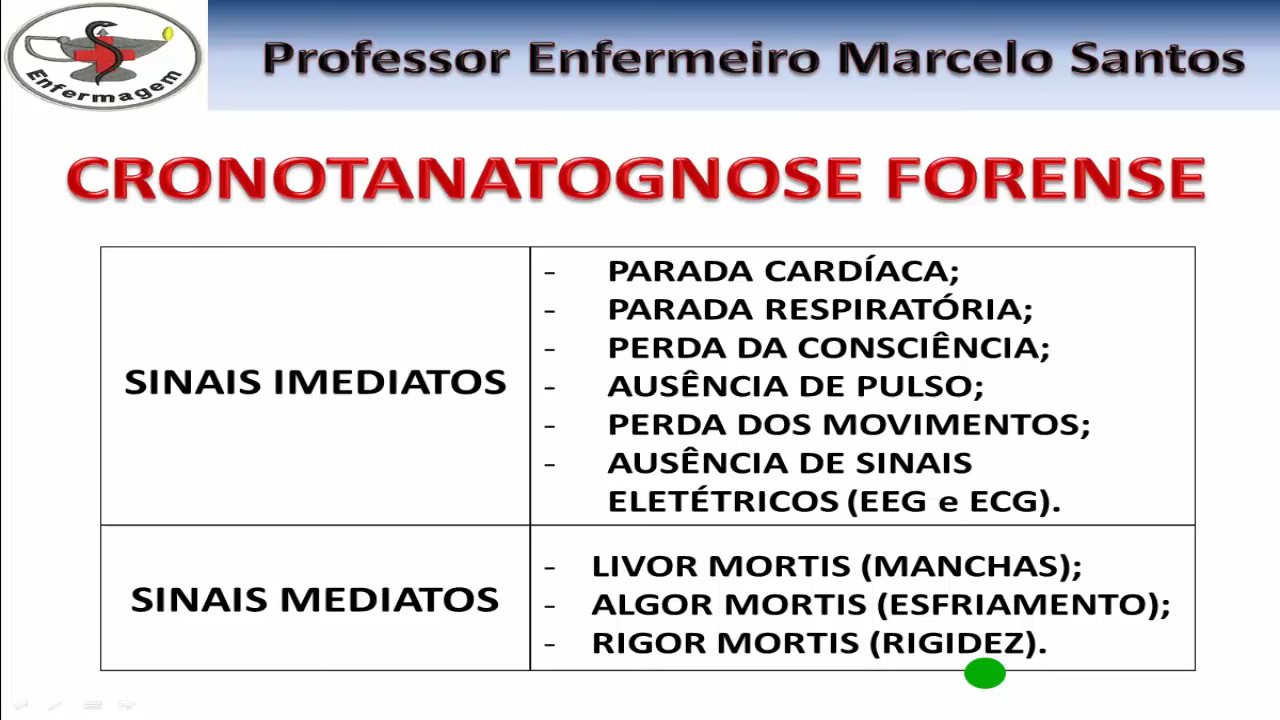 Enfermagem
Professor Enfermeiro Marcelo Santos
CRONOTANATOGNOSE FORENSE
SINAIS IMEDIATOS
- PARADA CARDÍACA;
- PARADA RESPIRATÓRIA;
- PERDA DA CONSCIÊNCIA;
- AUSÊNCIA DE PULSO;
- PERDA DOS MOVIMENTOS;
- AUSÊNCIA DE SINAIS
ELETÉTRICOS (EEG e ECG).
SINAIS MEDIATOS
- LIVOR MORTIS (MANCHAS);
- ALGOR MORTIS (ESFRIAMENTO);
- RIGOR MORTIS (RIGIDEZ).